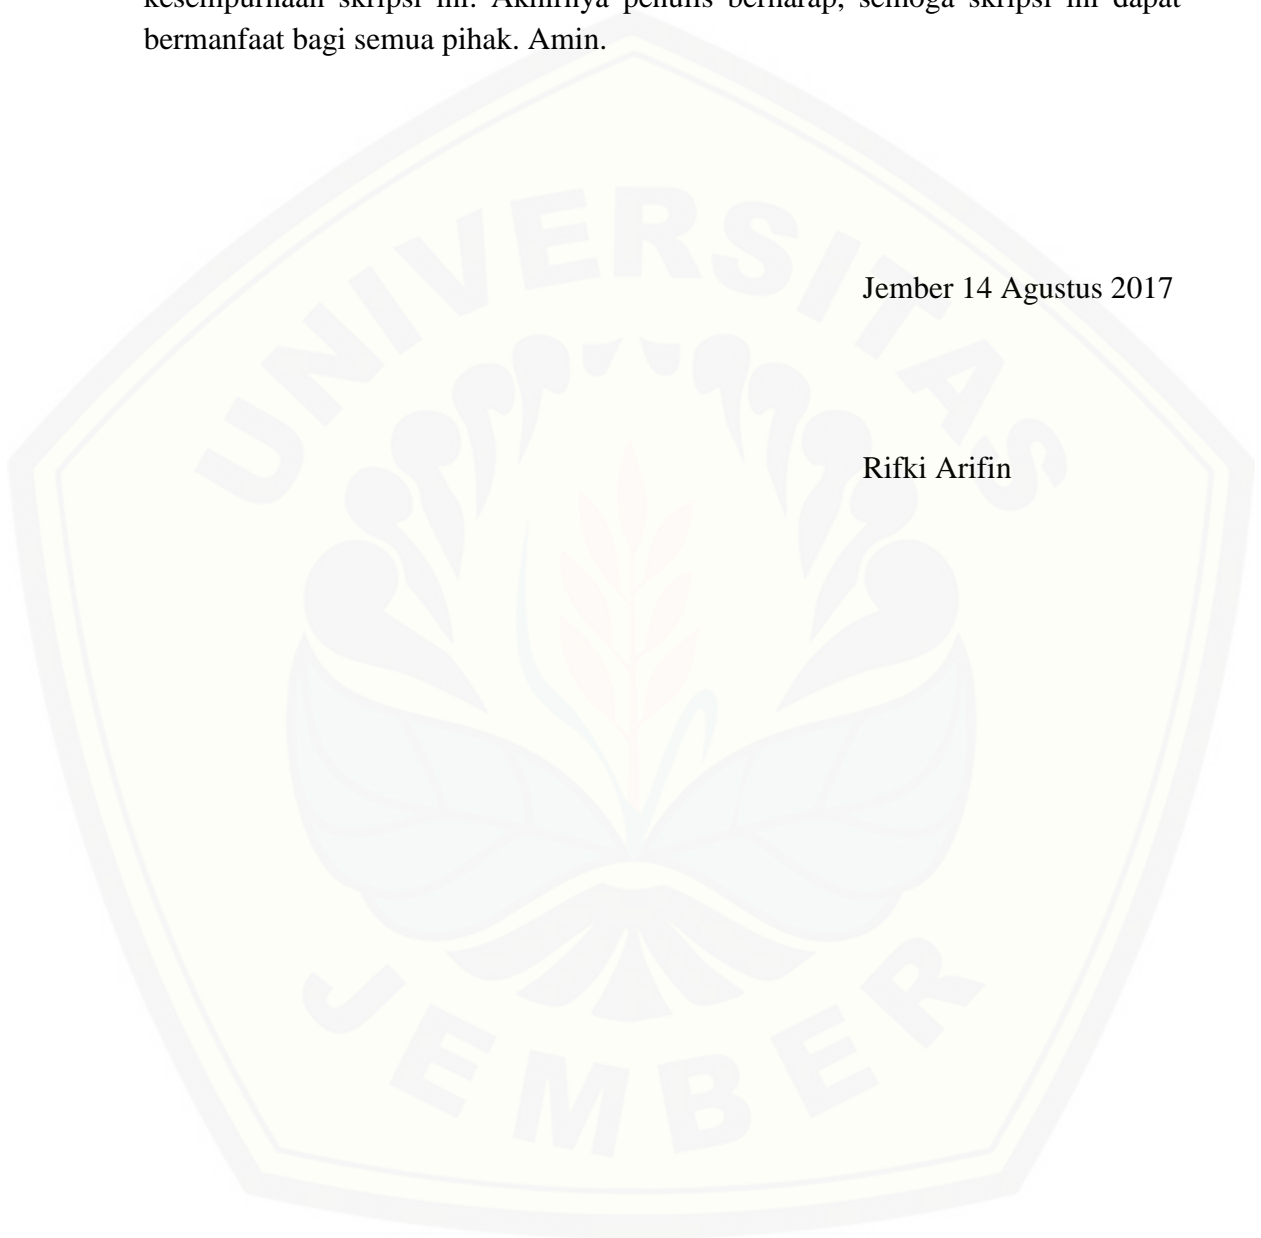 kesempurnaan skripsi ini. Akhirnya penulis berharap, semoga skripsi ini dapat
bermanfaat bagi semua pihak. Amin.
UNIVERSITAS
Jember 14 Agustus 2017
Rifki Arifin
JEMBER